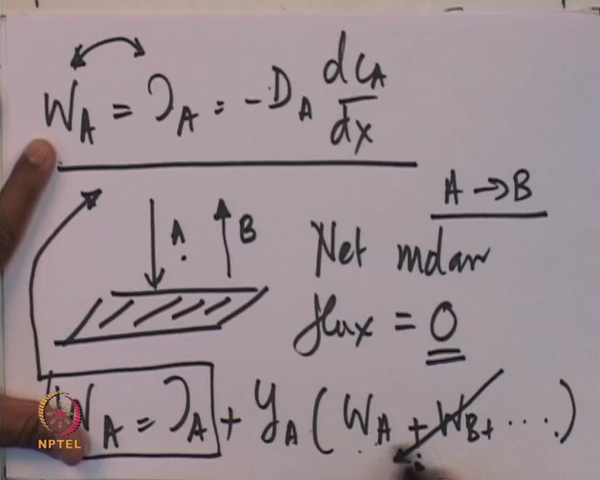 W_A = J_A = -D_A dC_A/dx
A → B
A B Net molar
flux = 0
W_A = J_A + y_A (W_A + W_B + ....)
NPTEL